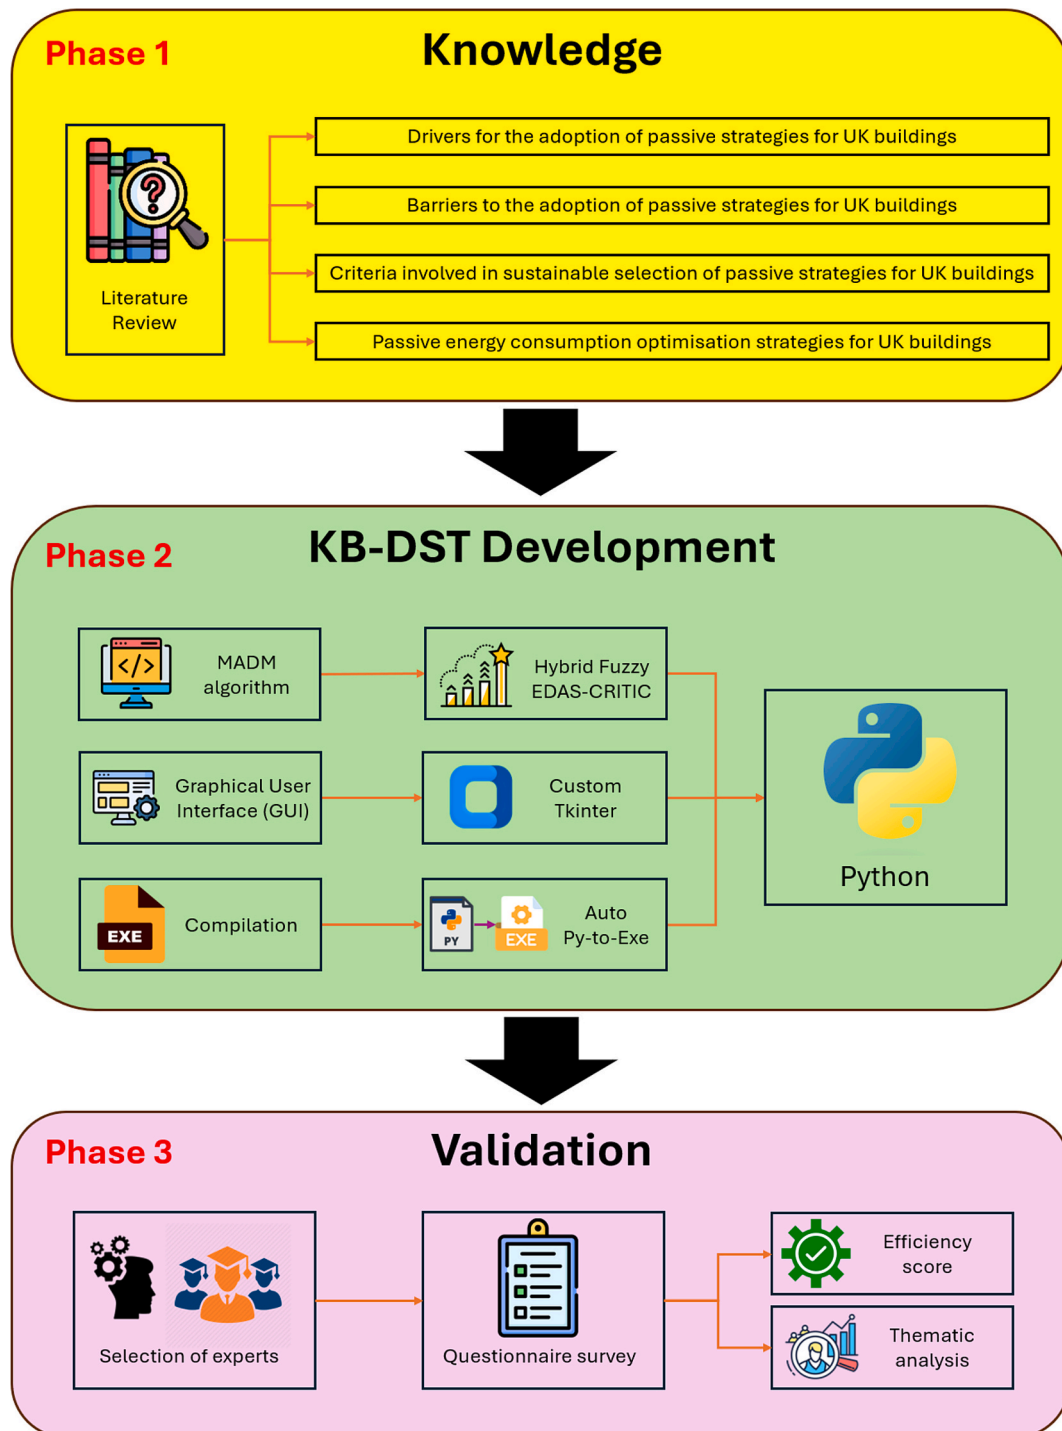 Phase 1
Knowledge
Literature
Review
Drivers for the adoption of passive strategies for UK buildings
Barriers to the adoption of passive strategies for UK buildings
Criteria involved in sustainable selection of passive strategies for UK buildings
Passive energy consumption optimisation strategies for UK buildings
Phase 2
KB-DST Development
</>
MADM
algorithm
Hybrid Fuzzy
EDAS-CRITIC
Graphical User
Interface (GUI)
Custom
Tkinter
EXE
Compilation
PY
EXE
Auto
Py-to-Exe
Python
Phase 3
Validation
Selection of experts
Questionnaire survey
Efficiency
score
Thematic
analysis